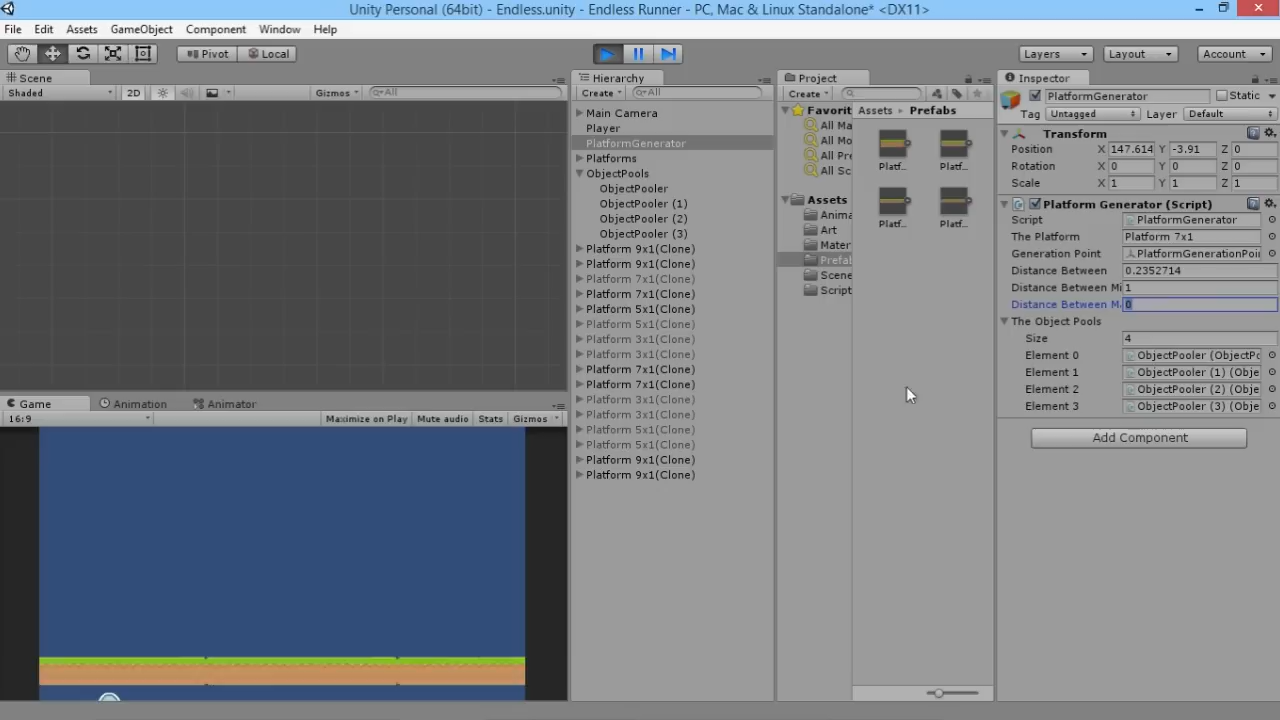 Unity Personal (64bit) - Endless.unity - Endless Runner - PC, Mac & Linux Standalone* <DX11>
File Edit Assets GameObject Component Window Help
Pivot Local Layers Layout Account
Scene
Shaded 2D Gizmos All
Hierarchy
Create All
Main Camera
Player
PlatformGenerator
Platforms
ObjectPools
ObjectPooler
ObjectPooler (1)
ObjectPooler (2)
ObjectPooler (3)
Platform 9x1(Clone)
Platform 9x1(Clone)
Platform 7x1(Clone)
Platform 7x1(Clone)
Platform 5x1(Clone)
Platform 5x1(Clone)
Platform 3x1(Clone)
Platform 3x1(Clone)
Platform 7x1(Clone)
Platform 7x1(Clone)
Platform 3x1(Clone)
Platform 3x1(Clone)
Platform 5x1(Clone)
Platform 5x1(Clone)
Platform 9x1(Clone)
Platform 9x1(Clone)
Project
Create
Favorit
All Ma
All Mo
All Pre
All Sc
Assets
Anima
Art
Mater
Prefab
Scene
Script
Assets Prefabs
Platf... Platf...
Platf... Platf...
Inspector
PlatformGenerator Static
Tag Untagged Layer Default
Transform
Position X 147.614 Y -3.91 Z 0
Rotation X 0 Y 0 Z 0
Scale X 1 Y 1 Z 1
Platform Generator (Script)
Script PlatformGenerator
The Platform Platform 7x1
Generation Point PlatformGenerationPoi
Distance Between 0.2352714
Distance Between Mi 1
Distance Between M 0
The Object Pools
Size 4
Element 0 ObjectPooler (ObjectPo
Element 1 ObjectPooler (1) (Obje
Element 2 ObjectPooler (2) (Obje
Element 3 ObjectPooler (3) (Obje
Add Component
Game Animation Animator
16:9 Maximize on Play Mute audio Stats Gizmos